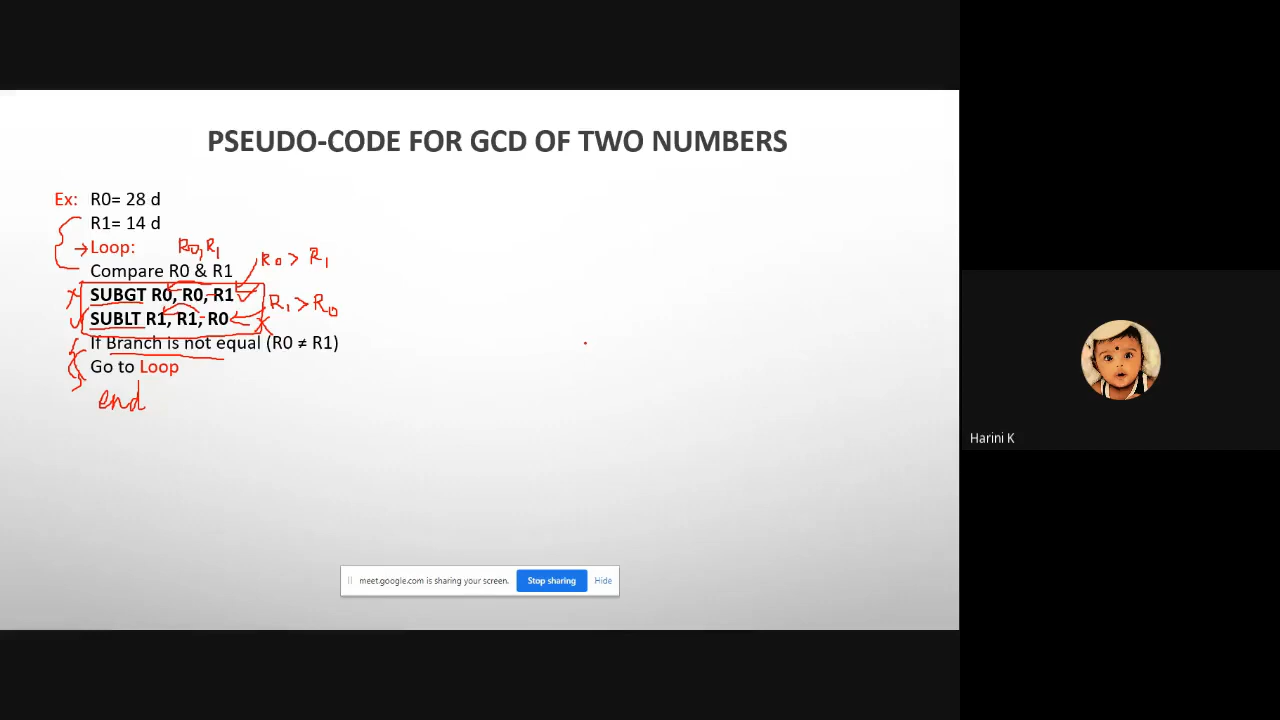 PSEUDO-CODE FOR GCD OF TWO NUMBERS
Ex: R0= 28 d
R1= 14 d
→ Loop: R0, R1
R0 > R1
Compare R0 & R1
SUBGT R0, R0, R1
R1 > R0
SUBLT R1, R1, R0
If Branch is not equal (R0 ≠ R1)
Go to Loop
end
Harini K
meet.google.com is sharing your screen. Stop sharing Hide